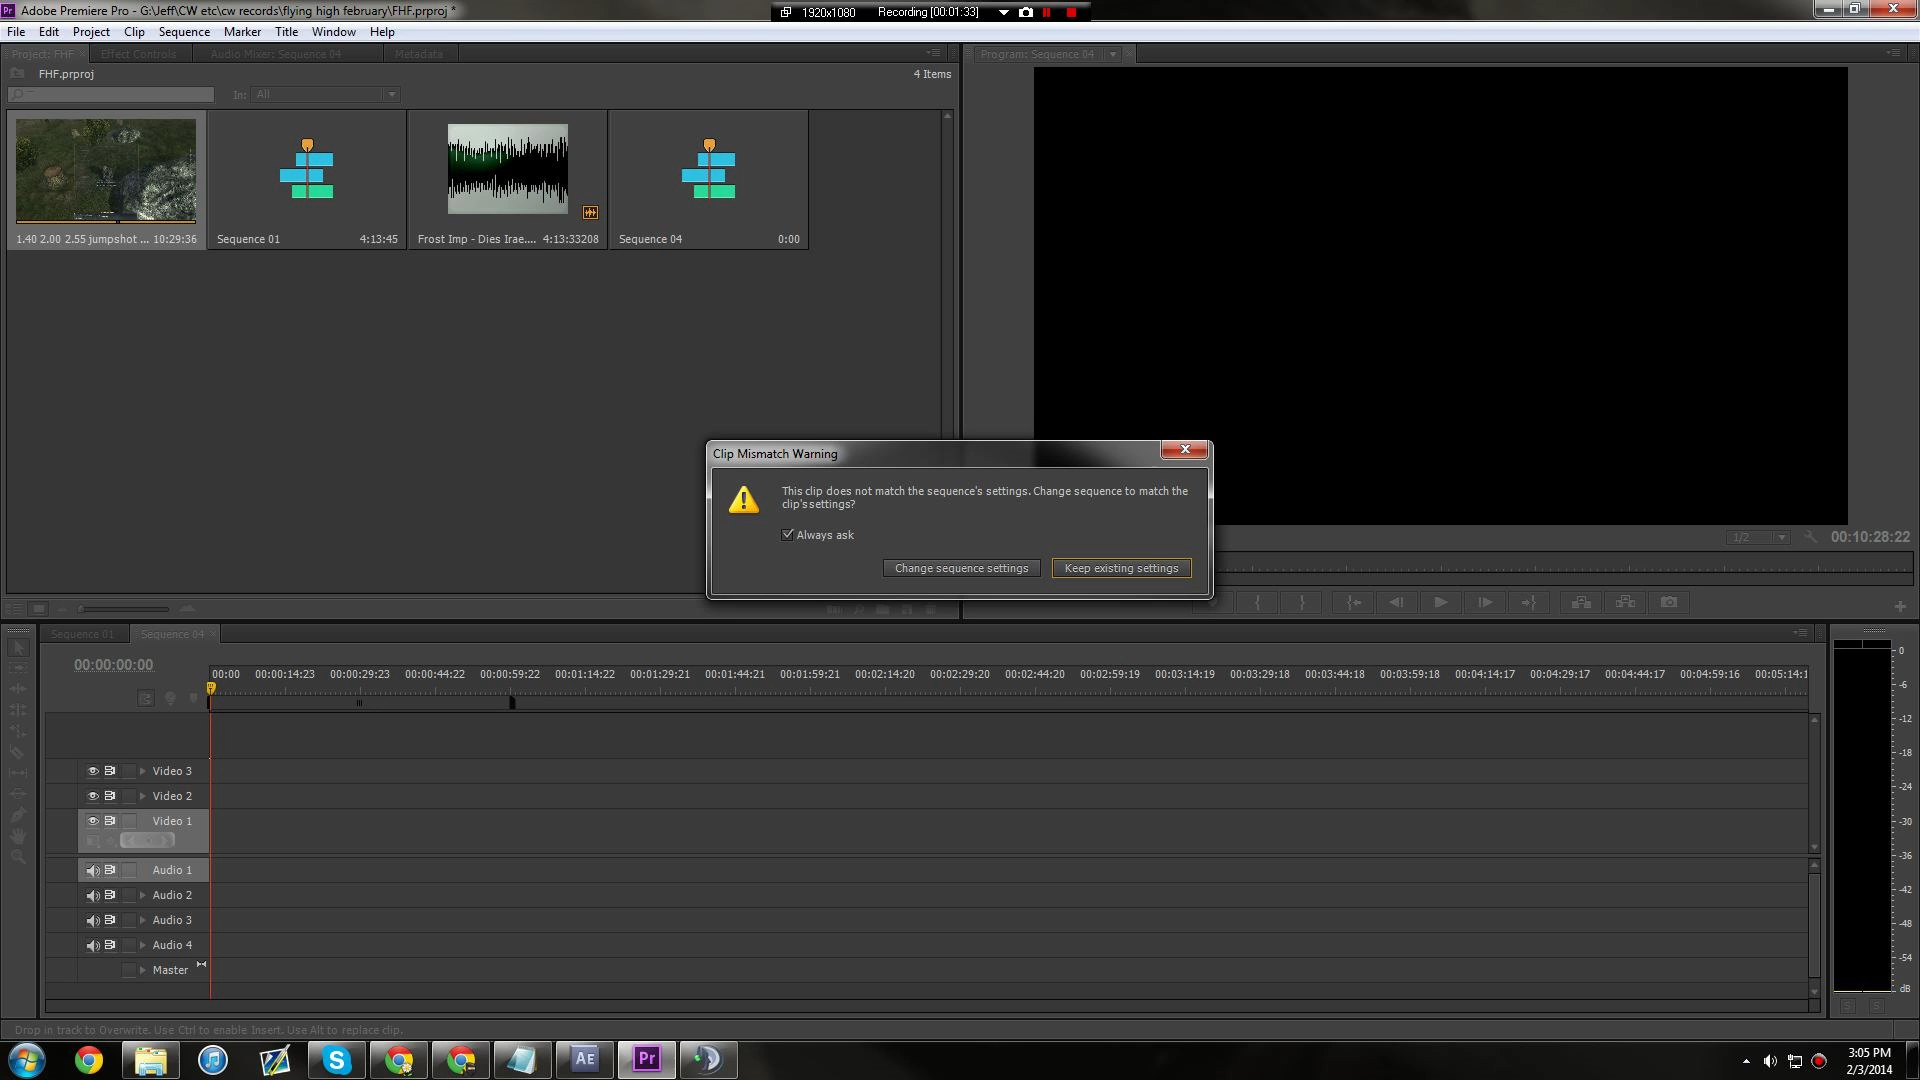 Pr Adobe Premiere Pro - G:\Jeff\CW etc\cw records\flying high february\FHF.prproj *
1920x1080 Recording [00:01:33]
File Edit Project Clip Sequence Marker Title Window Help
Project: FHF Effect Controls Audio Mixer: Sequence 04 Metadata
Program: Sequence 04
FHF.prproj
4 Items
In: All
1.40 2.00 2.55 jumpshot ... 10:29:36
Sequence 01 4:13:45
Frost Imp - Dies Irae.... 4:13:33208
Sequence 04 0:00
Clip Mismatch Warning
This clip does not match the sequence's settings. Change sequence to match the
clip's settings?
Always ask
Change sequence settings Keep existing settings
1/2 00:10:28:22
Sequence 01 Sequence 04
00:00:00:00
00:00 00:00:14:23 00:00:29:23 00:00:44:22 00:00:59:22 00:01:14:22 00:01:29:21 00:01:44:21 00:01:59:21 00:02:14:20 00:02:29:20 00:02:44:20 00:02:59:19 00:03:14:19 00:03:29:18 00:03:44:18 00:03:59:18 00:04:14:17 00:04:29:17 00:04:44:17 00:04:59:16 00:05:14:1
Video 3
Video 2
Video 1
Audio 1
Audio 2
Audio 3
Audio 4
Master
0
-6
-12
-18
-24
-30
-36
-42
-48
-54
dB
S S
Drop in track to Overwrite. Use Ctrl to enable Insert. Use Alt to replace clip.
S
AE
Pr
3:05 PM
2/3/2014